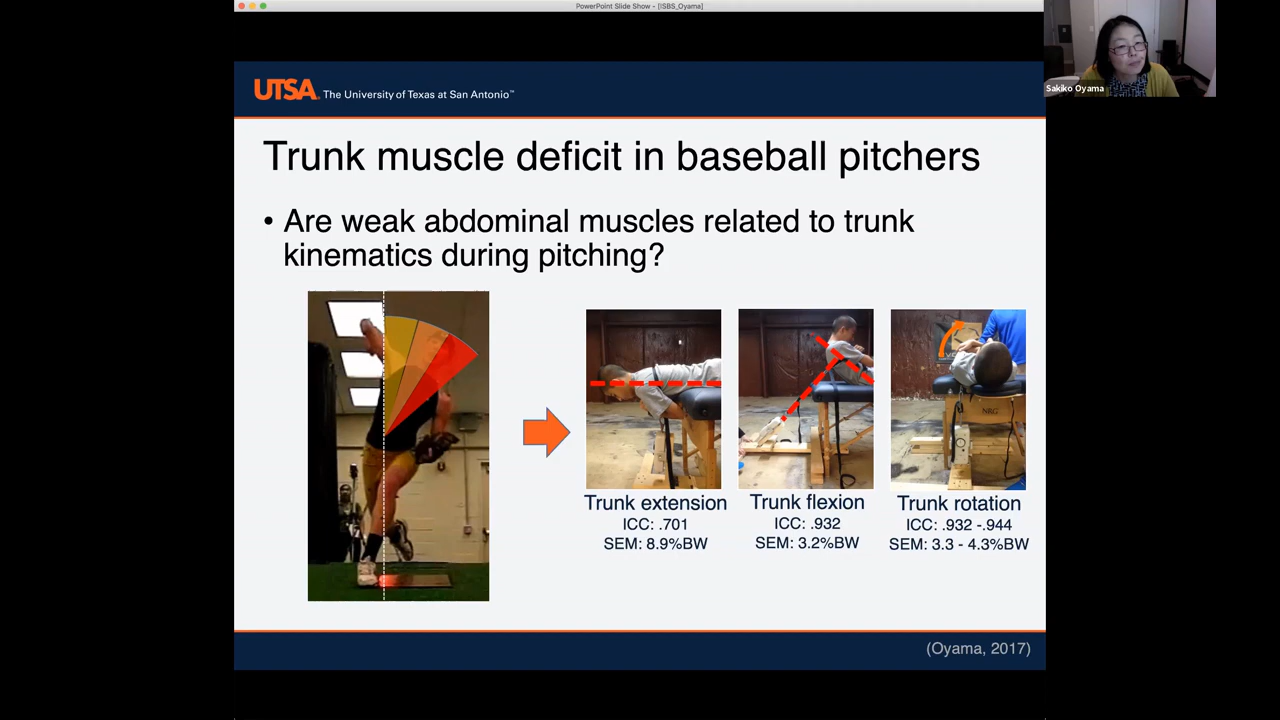 PowerPoint Slide Show - [ISBS_Oyama]
Sakiko Oyama
UTSA. The University of Texas at San Antonio™
Trunk muscle deficit in baseball pitchers
• Are weak abdominal muscles related to trunk
kinematics during pitching?
NRG
Trunk extension
ICC: .701
SEM: 8.9%BW
Trunk flexion
ICC: .932
SEM: 3.2%BW
Trunk rotation
ICC: .932 -.944
SEM: 3.3 - 4.3%BW
(Oyama, 2017)